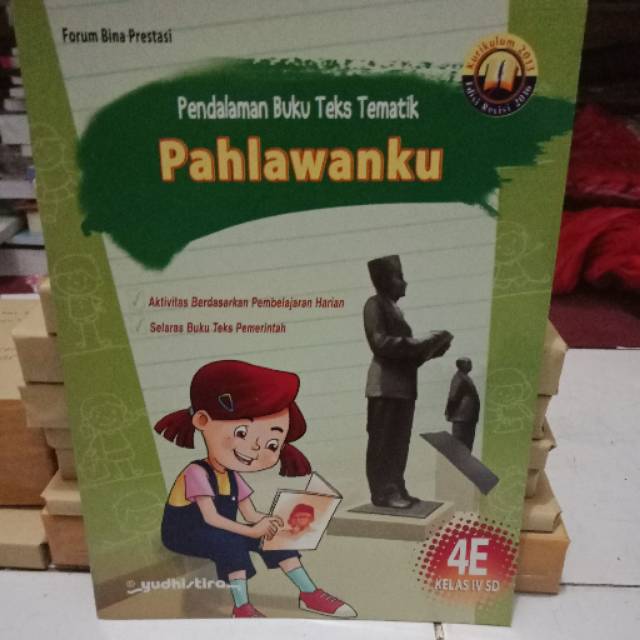 Forum Bina Prestasi
Kurikulum 2013
Edisi Revisi 2016
Pendalaman Buku Teks Tematik
Pahlawanku
Aktivitas Berdasarkan Pembelajaran Harian
Selaras Buku Teks Pemerintah
4E
KELAS IV SD
yudhistira